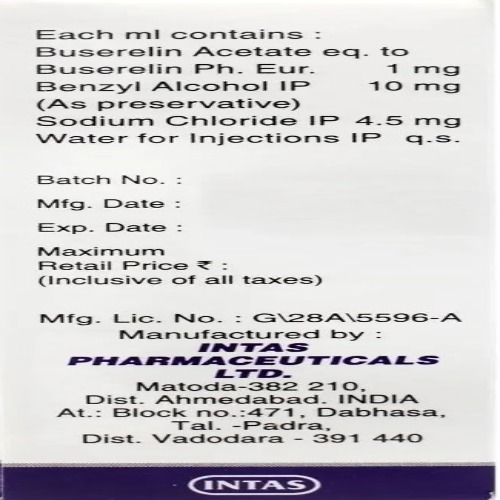 Each ml contains :
Buserelin Acetate eq. to
Buserelin Ph. Eur. 1 mg
Benzyl Alcohol IP 10 mg
(As preservative)
Sodium Chloride IP 4.5 mg
Water for Injections IP q.s.
Batch No. :
Mfg. Date :
Exp. Date :
Maximum
Retail Price ₹ :
(Inclusive of all taxes)
Mfg. Lic. No. : G\28A\5596-A
Manufactured by :
INTAS
PHARMACEUTICALS
LTD.
Matoda-382 210,
Dist. Ahmedabad. INDIA
At.: Block no.:471, Dabhasa,
Tal. -Padra,
Dist. Vadodara - 391 440
INTAS